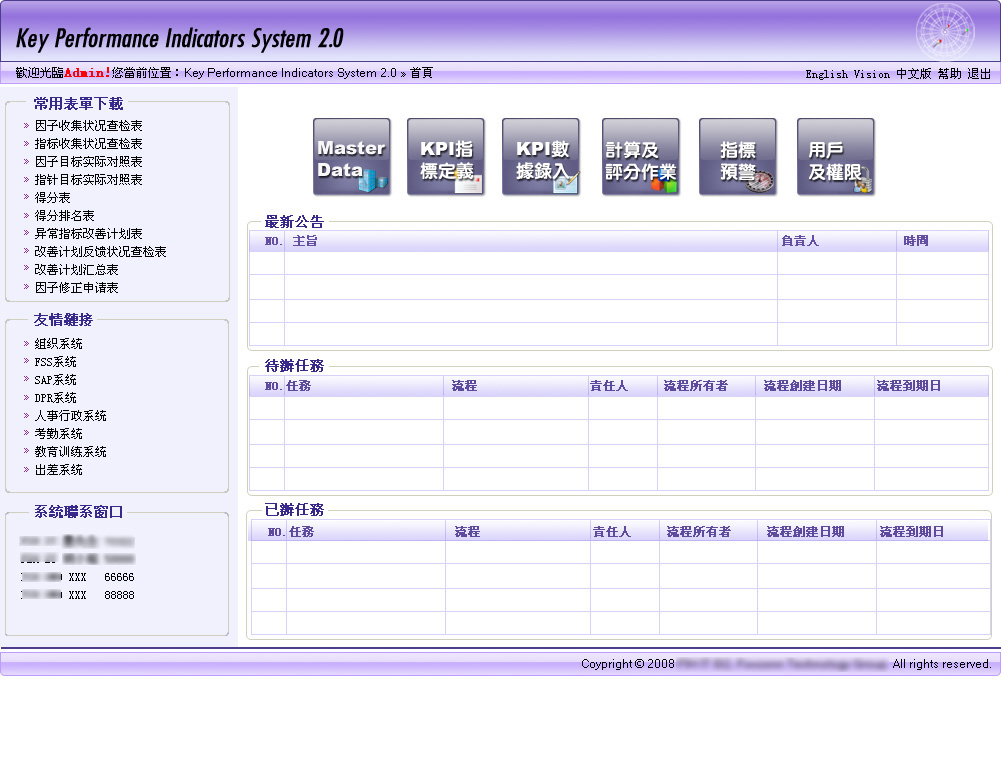 Key Performance Indicators System 2.0
歡迎光臨Admin!您當前位置：Key Performance Indicators System 2.0 » 首頁
English Vision 中文版 幫助 退出
常用表單下載
» 因子收集状况查检表
» 指标收集状况查检表
» 因子目标实际对照表
» 指针目标实际对照表
» 得分表
» 得分排名表
» 异常指标改善计划表
» 改善计划反馈状况查检表
» 改善计划汇总表
» 因子修正申请表
友情鏈接
» 组织系统
» FSS系统
» SAP系统
» DPR系统
» 人事行政系统
» 考勤系统
» 教育训练系统
» 出差系统
系統聯系窗口
XXX 66666
XXX 88888
Master
Data
KPI指
標定義
KPI數
據錄入
計算及
評分作業
指標
預警
用戶
及權限
最新公告
NO. 主旨 負責人 時間
待辦任務
NO. 任務 流程 責任人 流程所有者 流程創建日期 流程到期日
已辦任務
NO. 任務 流程 責任人 流程所有者 流程創建日期 流程到期日
Coypright © 2008 All rights reserved.